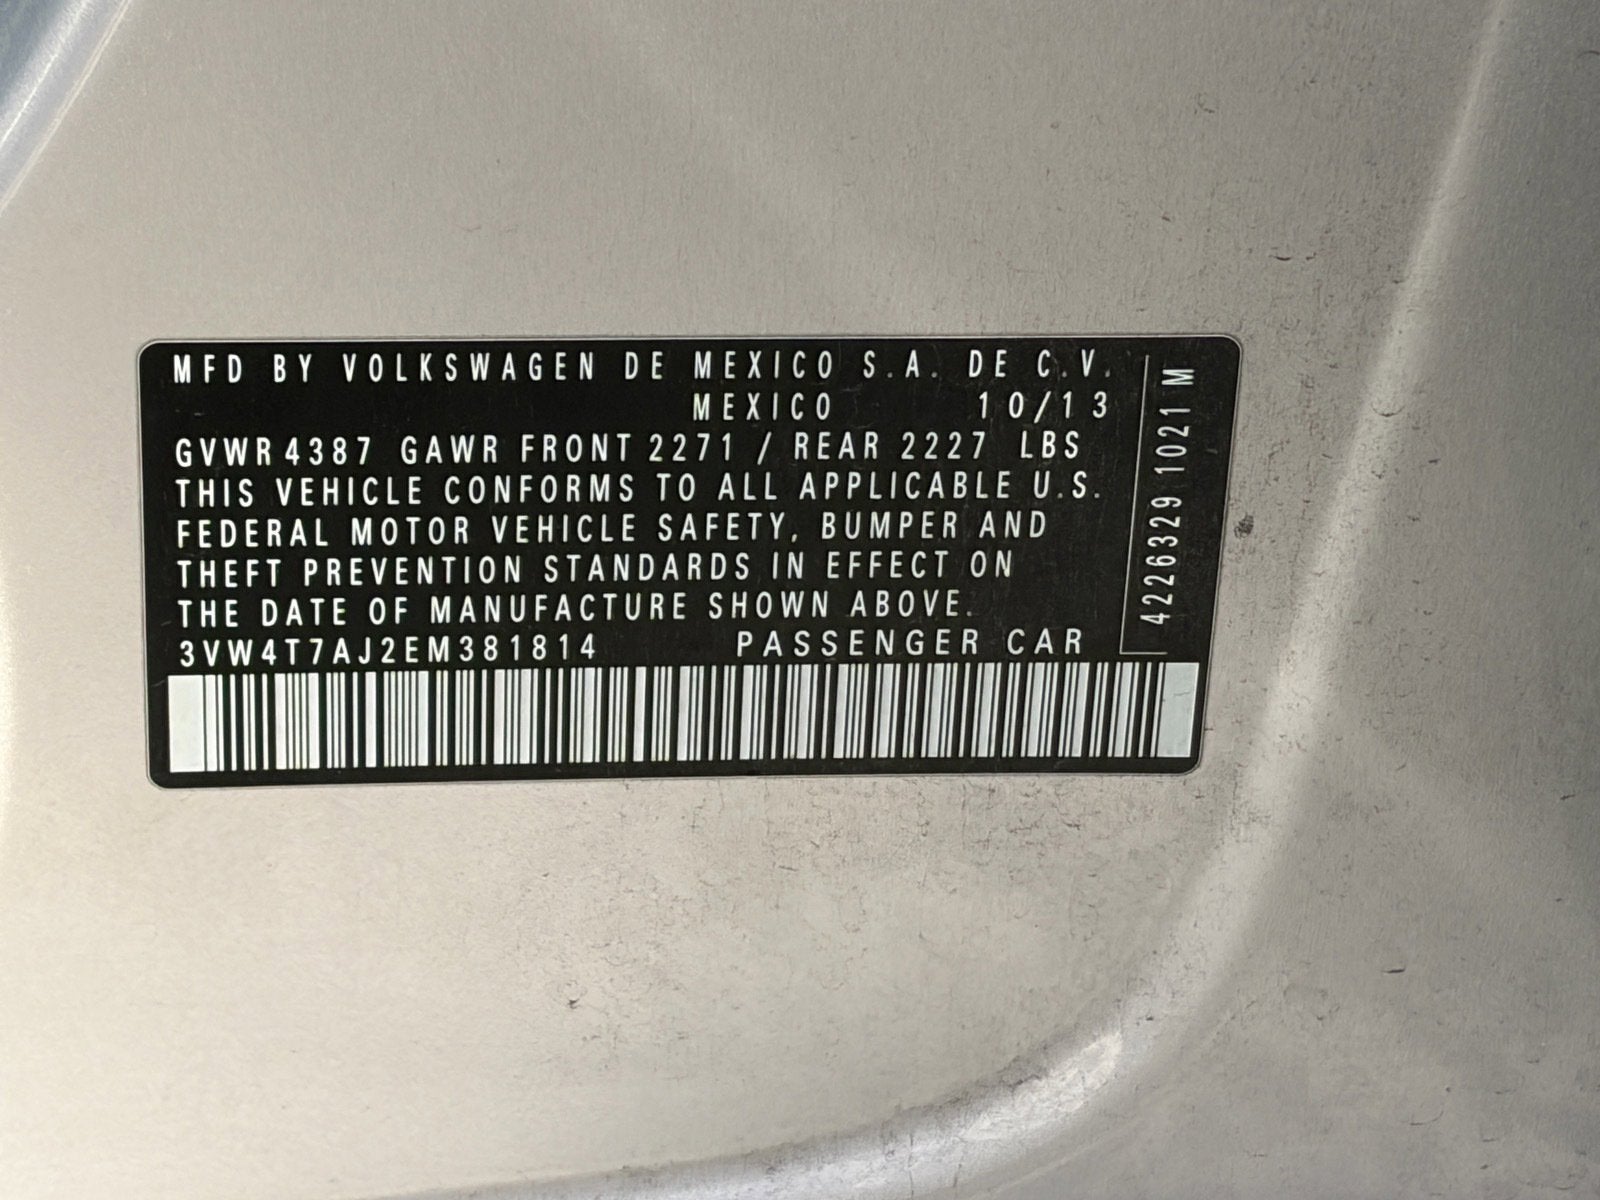 MFD BY VOLKSWAGEN DE MEXICO S.A. DE C.V.
MEXICO 10/13
GVWR 4387 GAWR FRONT 2271 / REAR 2227 LBS
THIS VEHICLE CONFORMS TO ALL APPLICABLE U.S.
FEDERAL MOTOR VEHICLE SAFETY, BUMPER AND
THEFT PREVENTION STANDARDS IN EFFECT ON
THE DATE OF MANUFACTURE SHOWN ABOVE.
3VW4T7AJ2EM381814 PASSENGER CAR
4226329 1021 M